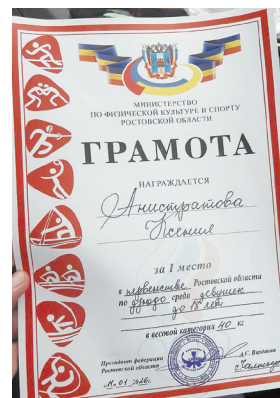 МИНИСТЕРСТВО
ПО ФИЗИЧЕСКОЙ КУЛЬТУРЕ И СПОРТУ
РОСТОВСКОЙ ОБЛАСТИ
ГРАМОТА
НАГРАЖДАЕТСЯ
Анистратова
Ксения
за I место
в первенстве Ростовской области
по дзюдо среди девушек
до 15 лет
в весовой категории 40 кг
Президент федерации
Ростовской области